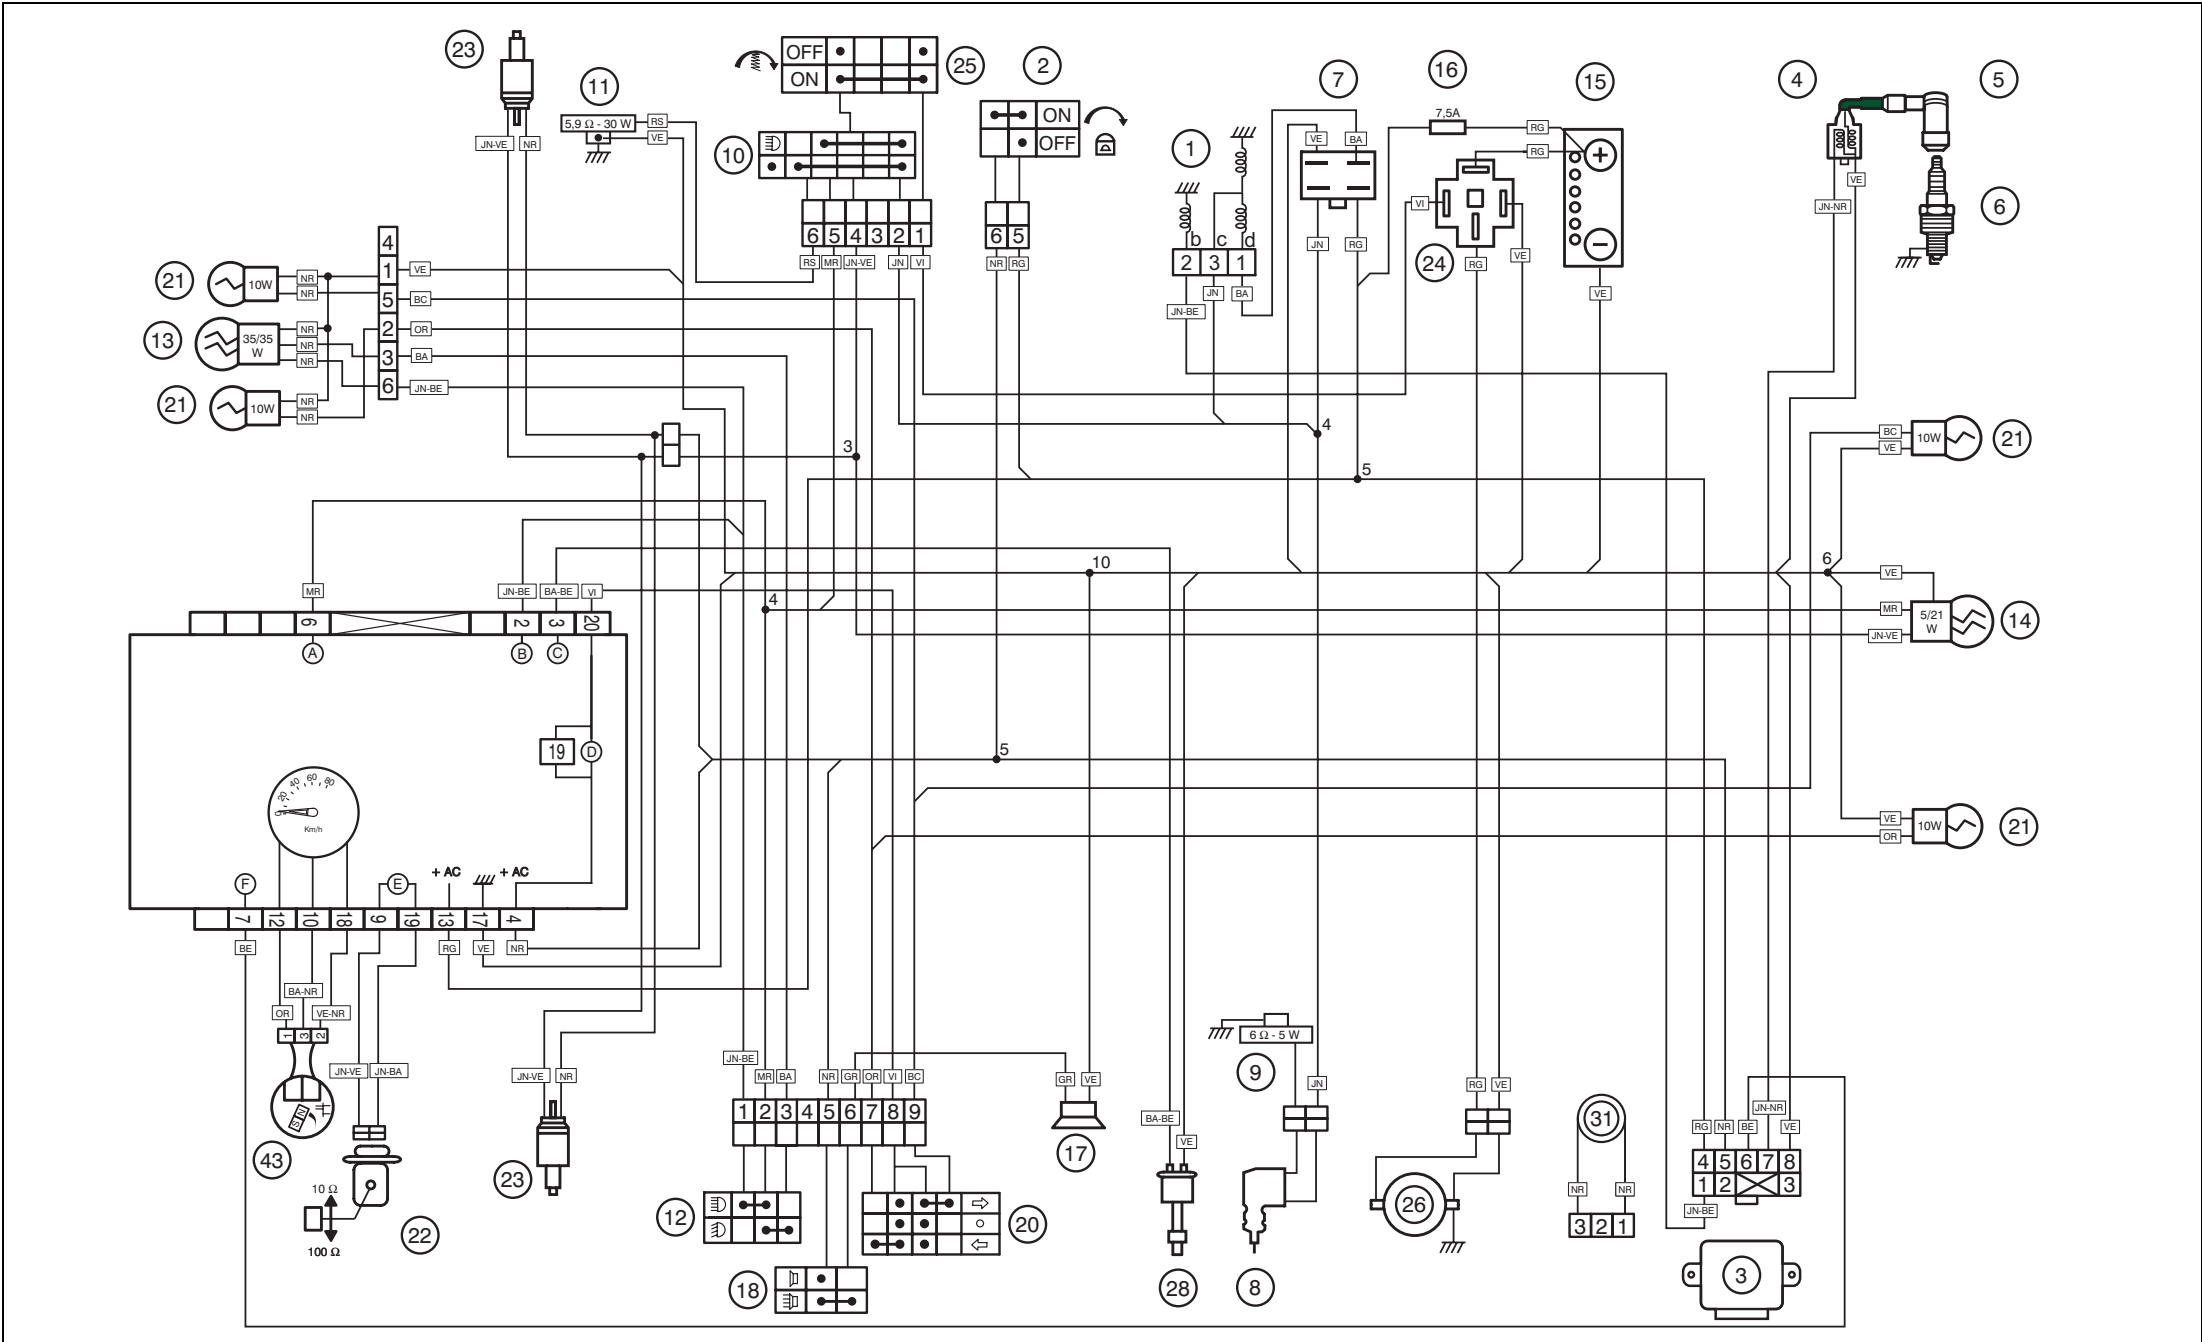 23
11
OFF
ON
25
2
ON
OFF
7
16
15
4
5
7,5A
5,9 Ω - 30 W
RS
VE
JN-VE
NR
10
1
VE
BA
RG
RG
VE
JN-NR
6
VI
6 5 4 3 2 1
RS MR JN-VE JN VI
6 5
NR RG
b c d
2 3 1
JN
BA
JN-BE
JN
RG
24
RG
VE
VE
21
10W
NR
NR
13
35/35
W
NR
NR
NR
21
10W
NR
NR
4
1
5
2
3
6
VE
BC
OR
BA
JN-BE
3
4
5
BC
VE
10W
21
10
6
4
VE
MR
JN-VE
5/21
W
14
MR
JN-BE
BA-BE
VI
6
2
3
20
A
B
C
19
D
5
0 20 40 60 80
Km/h
VE
OR
10W
21
F
E
+ AC
+ AC
7 12 10 18 9 19 13 17 4
BE
RG
VE
NR
BA-NR
OR
VE-NR
1 3 2
S N
43
JN-VE
JN-BA
10 Ω
100 Ω
22
JN-VE
NR
23
JN-BE
MR BA NR GR OR VI BC
1 2 3 4 5 6 7 8 9
12
18
20
GR VE
17
BA-BE
VE
28
6 Ω - 5 W
9
JN
8
RG VE
26
31
NR
NR
3 2 1
JN-NR
RG NR BE VE
4 5 6 7 8
1 2 3
JN-BE
3